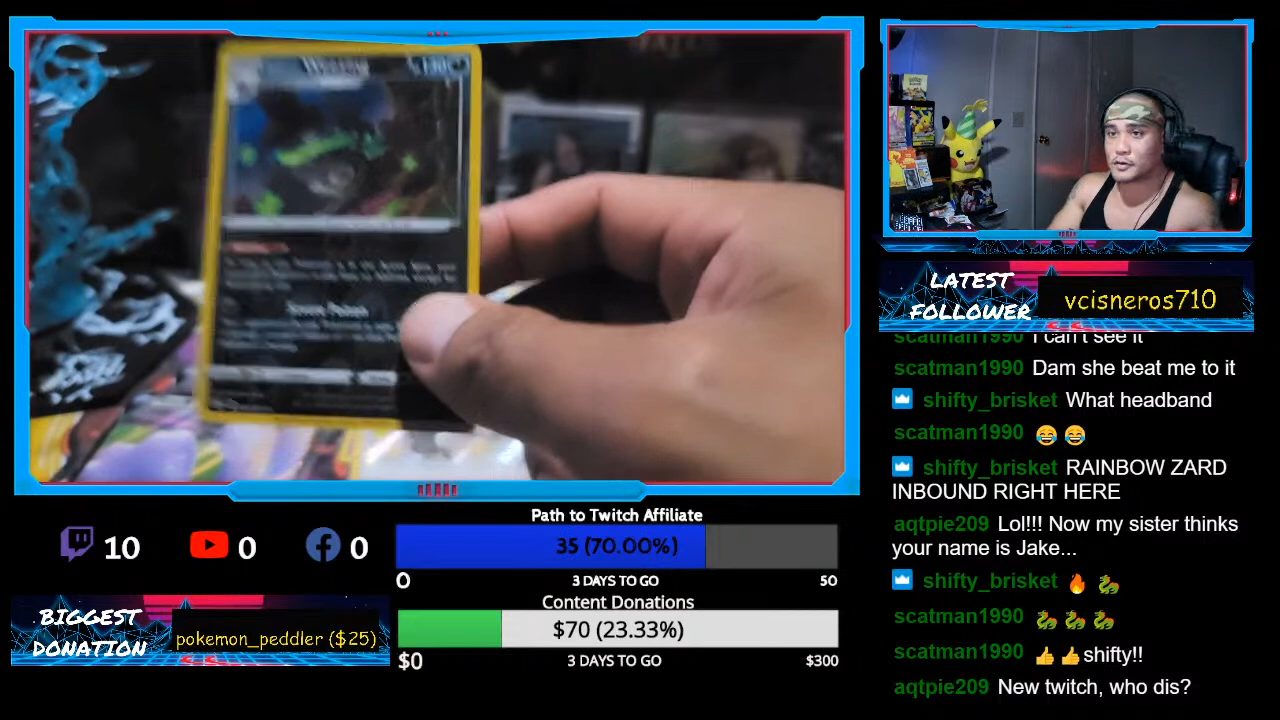 Weezing
LATEST
FOLLOWER
vcisneros710
scatman1990 I can't see it
scatman1990 Dam she beat me to it
shifty_brisket What headband
scatman1990 😂 😂
shifty_brisket RAINBOW ZARD
INBOUND RIGHT HERE
aqtpie209 Lol!!! Now my sister thinks
your name is Jake...
shifty_brisket 🔥 🐉
scatman1990 🐉 🐉 🐉
scatman1990 👍 👍 shifty!!
aqtpie209 New twitch, who dis?
10
0
0
Path to Twitch Affiliate
35 (70.00%)
0
3 DAYS TO GO
50
BIGGEST
DONATION
pokemon_peddler ($25)
Content Donations
$70 (23.33%)
$0
3 DAYS TO GO
$300